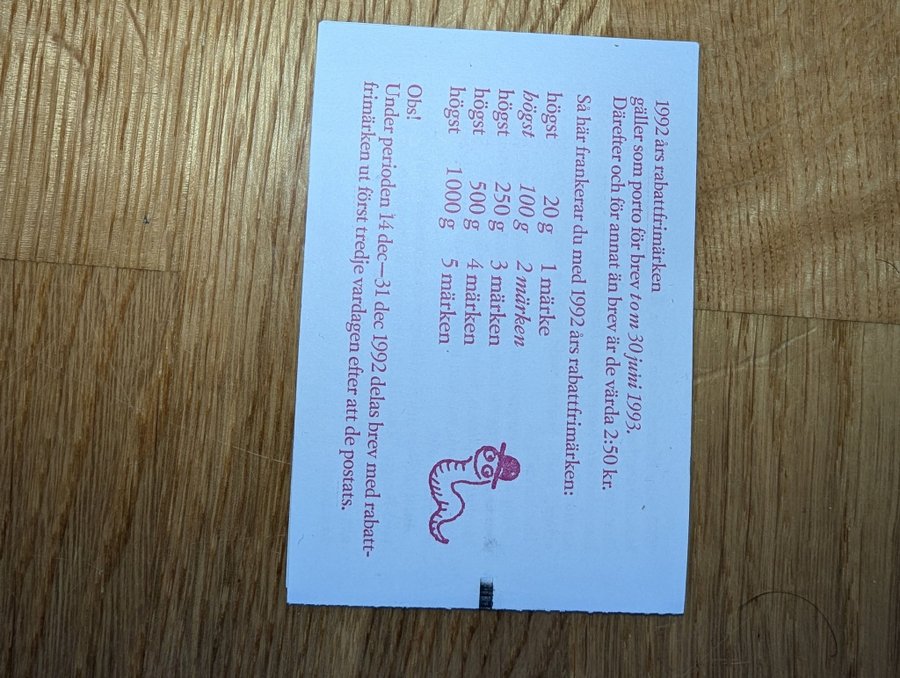 1992 års rabattfrimärken
gäller som porto för brev tom 30 juni 1993.
Därefter och för annat än brev är de värda 2:50 kr.
Så här frankerar du med 1992 års rabattfrimärken:
högst 20 g 1 märke
högst 100 g 2 märken
högst 250 g 3 märken
högst 500 g 4 märken
högst 1000 g 5 märken
Obs!
Under perioden 14 dec—31 dec 1992 delas brev med rabatt-
frimärken ut först tredje vardagen efter att de postats.